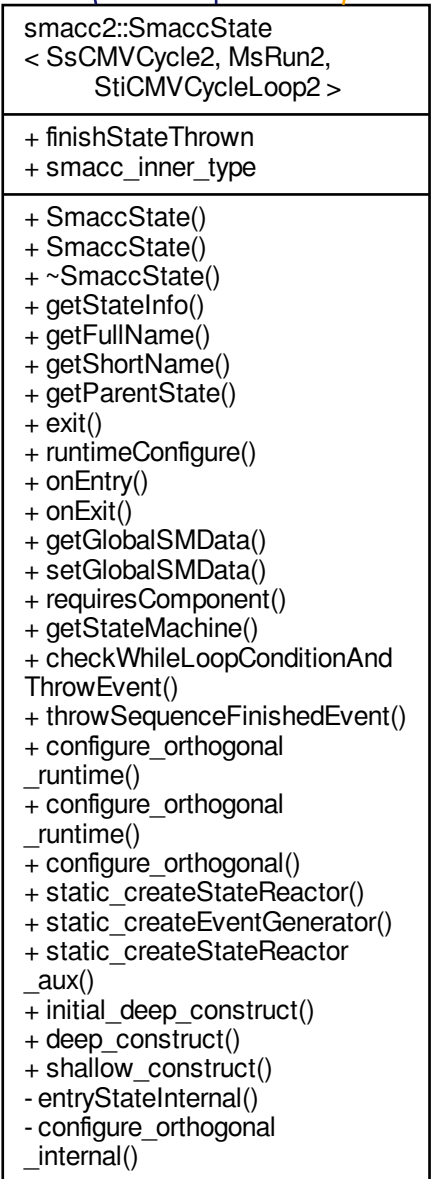 smacc2::SmaccState
< SsCMVCycle2, MsRun2,
StiCMVCycleLoop2 >
+ finishStateThrown
+ smacc_inner_type
+ SmaccState()
+ SmaccState()
+ ~SmaccState()
+ getStateInfo()
+ getFullName()
+ getShortName()
+ getParentState()
+ exit()
+ runtimeConfigure()
+ onEntry()
+ onExit()
+ getGlobalSMData()
+ setGlobalSMData()
+ requiresComponent()
+ getStateMachine()
+ checkWhileLoopConditionAnd
ThrowEvent()
+ throwSequenceFinishedEvent()
+ configure_orthogonal
_runtime()
+ configure_orthogonal
_runtime()
+ configure_orthogonal()
+ static_createStateReactor()
+ static_createEventGenerator()
+ static_createStateReactor
_aux()
+ initial_deep_construct()
+ deep_construct()
+ shallow_construct()
- entryStateInternal()
- configure_orthogonal
_internal()